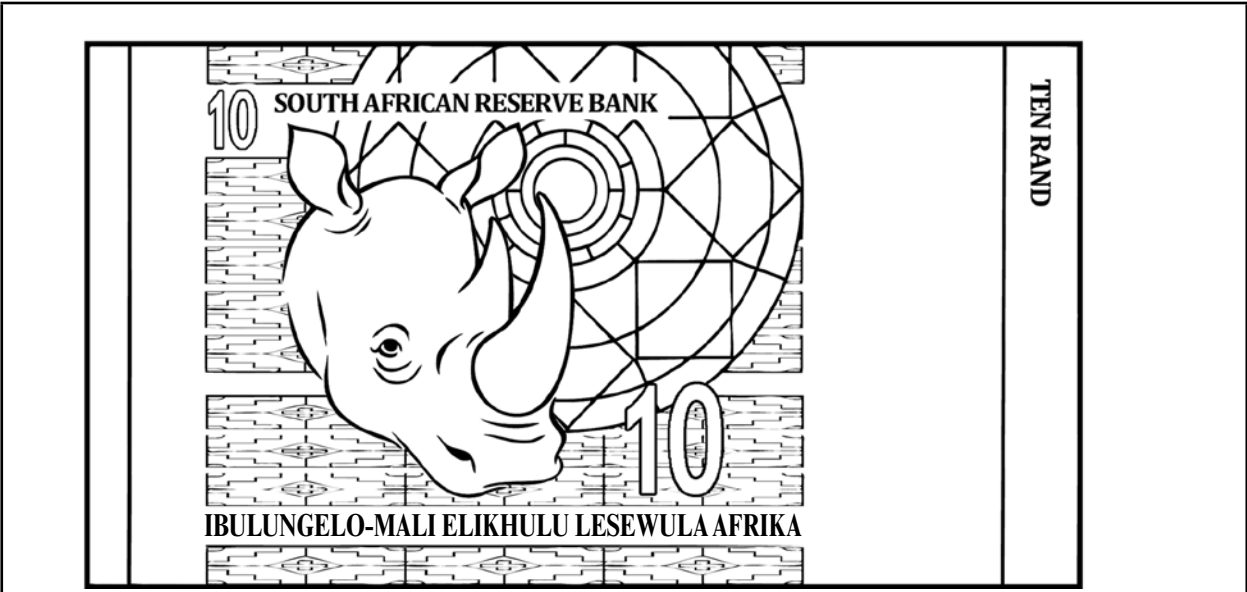 10
SOUTH AFRICAN RESERVE BANK
TEN RAND
10
IBULUNGELO-MALI ELIKHULU LESEWULA AFRIKA